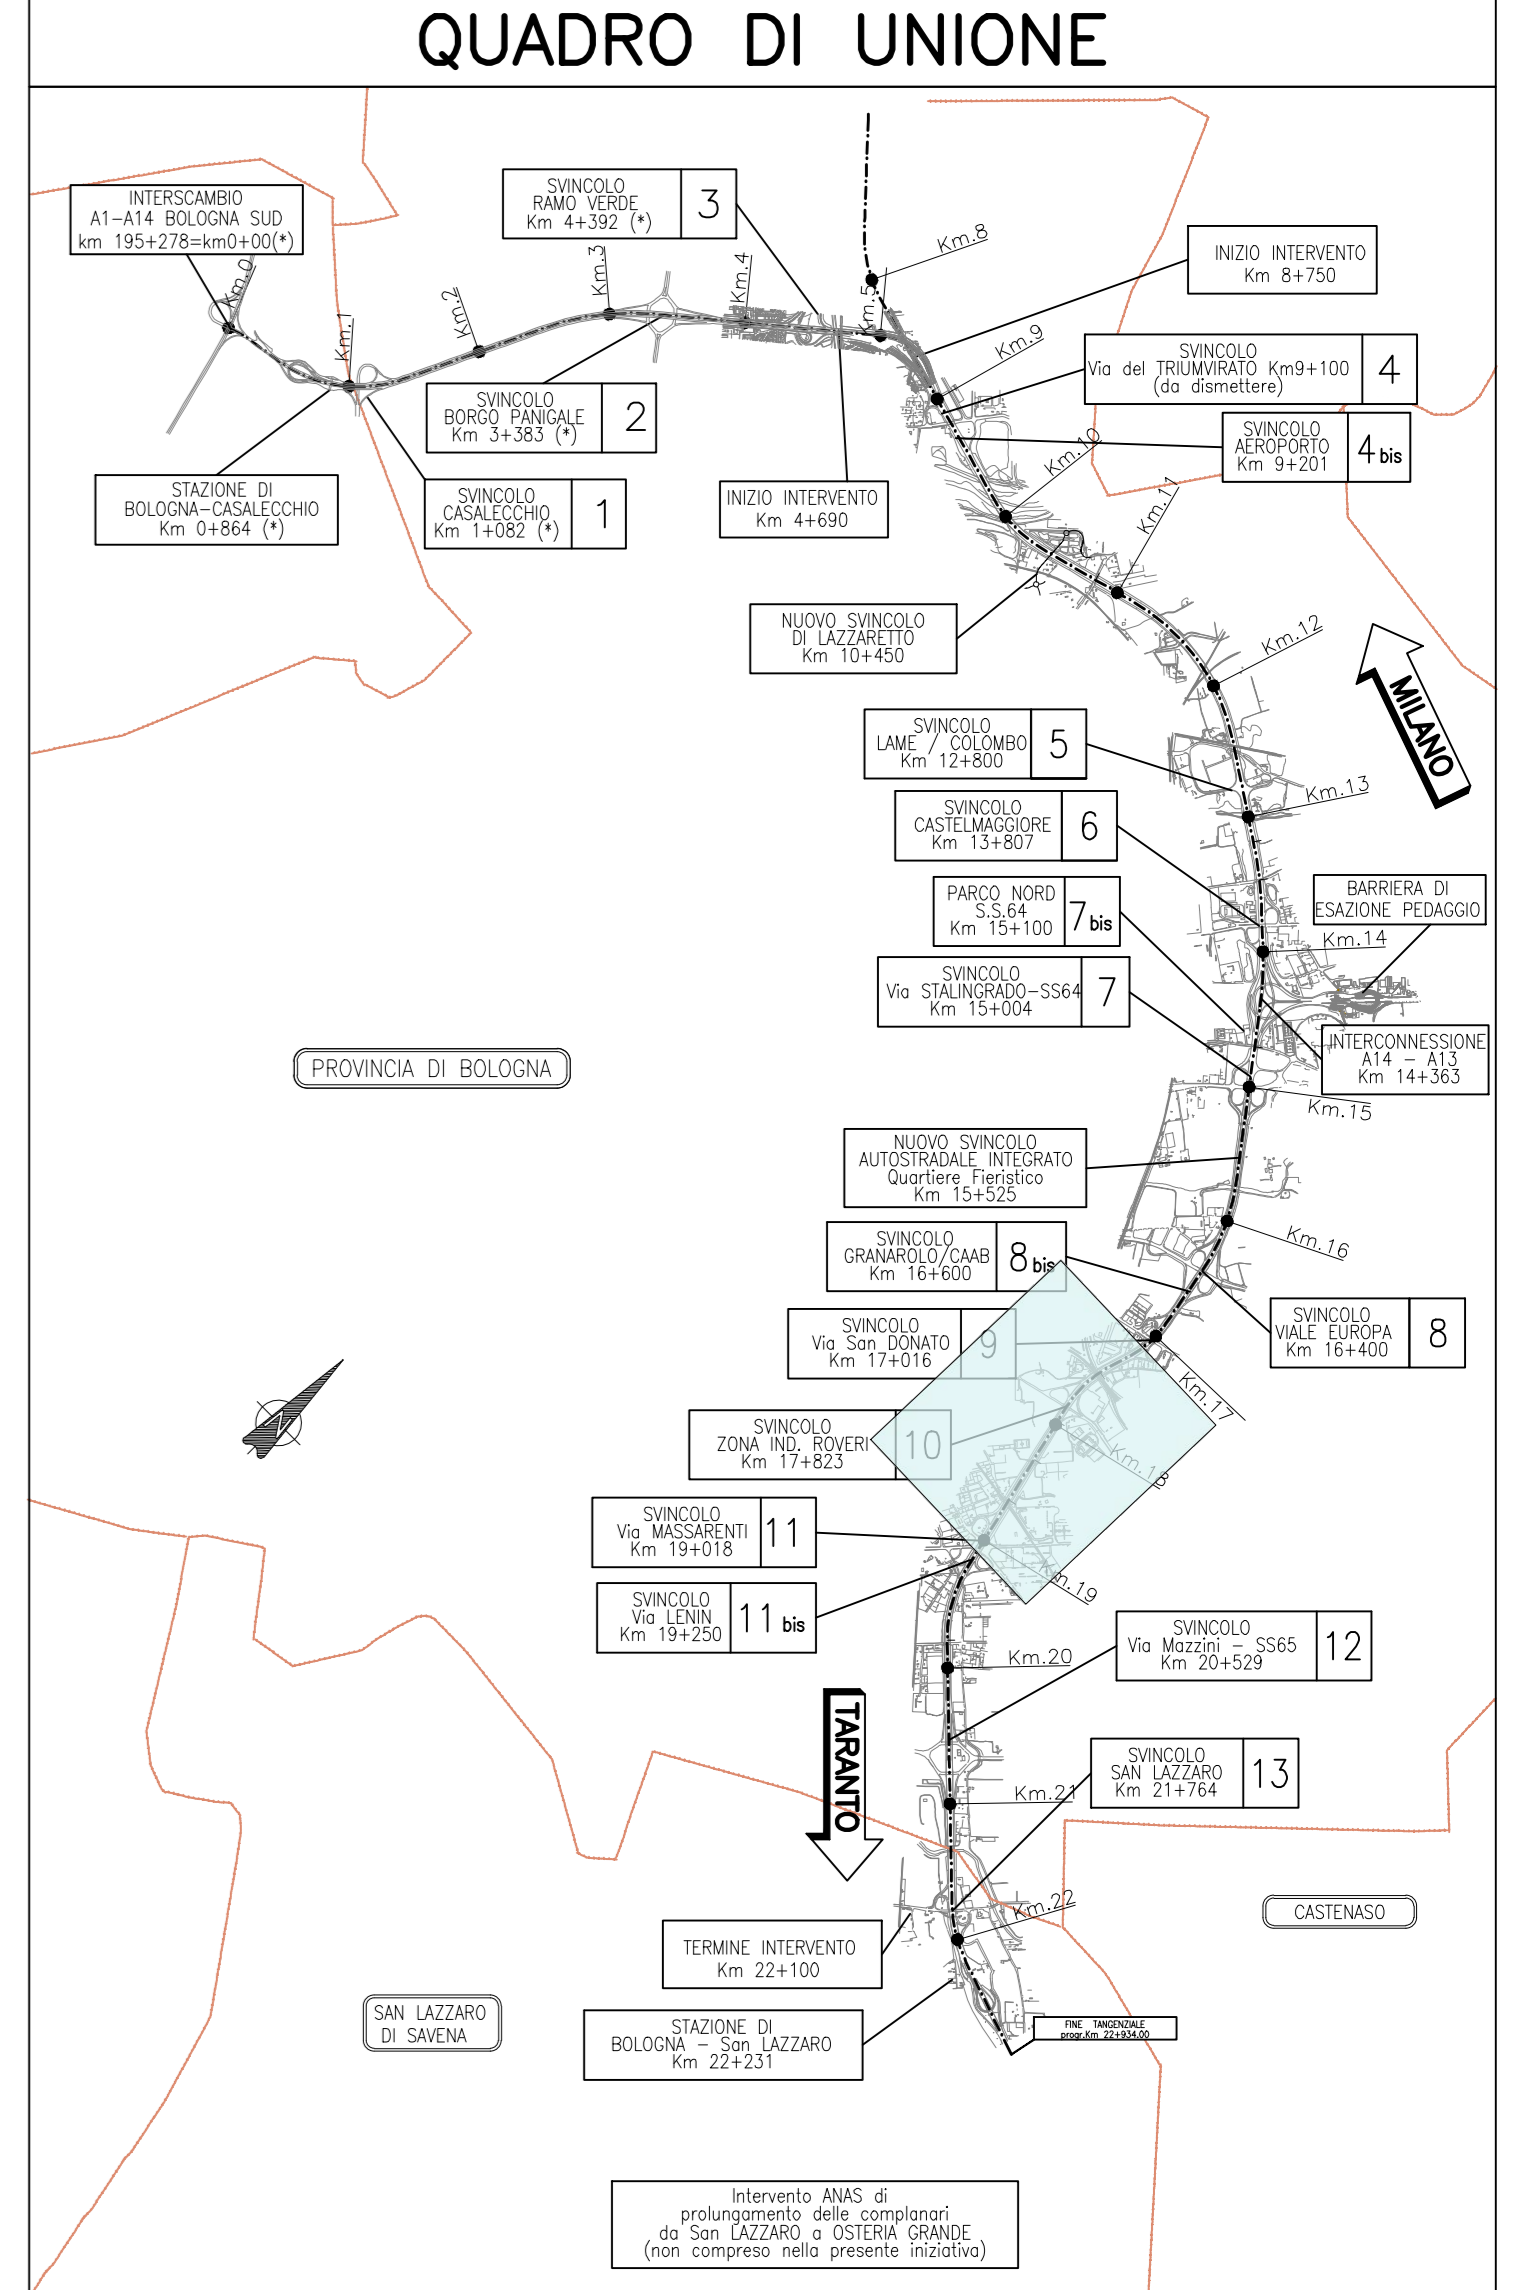 QUADRO DI UNIONE
INTERSCAMBIO
A1-A14 BOLOGNA SUD
km 195+278=km0+00(*)
SVINCOLO
RAMO VERDE
Km 4+392 (*)
3
INIZIO INTERVENTO
Km 8+750
Km.0
Km.1
Km.2
Km.3
Km.4
Km.5
Km.8
Km.9
SVINCOLO
Via del TRIUMVIRATO Km9+100
(da dismettere)
4
SVINCOLO
BORGO PANIGALE
Km 3+383 (*)
2
SVINCOLO
AEROPORTO
Km 9+201
4 bis
STAZIONE DI
BOLOGNA-CASALECCHIO
Km 0+864 (*)
SVINCOLO
CASALECCHIO
Km 1+082 (*)
1
INIZIO INTERVENTO
Km 4+690
Km.10
Km.11
NUOVO SVINCOLO
DI LAZZARETTO
Km 10+450
Km.12
MILANO
SVINCOLO
LAME / COLOMBO
Km 12+800
5
Km.13
SVINCOLO
CASTELMAGGIORE
Km 13+807
6
PARCO NORD
S.S.64
Km 15+100
7 bis
BARRIERA DI
ESAZIONE PEDAGGIO
Km.14
SVINCOLO
Via STALINGRADO-SS64
Km 15+004
7
INTERCONNESSIONE
A14 - A13
Km 14+363
PROVINCIA DI BOLOGNA
Km.15
NUOVO SVINCOLO
AUTOSTRADALE INTEGRATO
Quartiere Fieristico
Km 15+525
Km.16
SVINCOLO
GRANAROLO/CAAB
Km 16+600
8 bis
SVINCOLO
VIALE EUROPA
Km 16+400
8
SVINCOLO
Via San DONATO
Km 17+016
9
Km.17
SVINCOLO
ZONA IND. ROVERI
Km 17+823
10
Km.18
SVINCOLO
Via MASSARENTI
Km 19+018
11
Km.19
SVINCOLO
Via LENIN
Km 19+250
11 bis
SVINCOLO
Via Mazzini - SS65
Km 20+529
12
Km.20
TARANTO
SVINCOLO
SAN LAZZARO
Km 21+764
13
Km.21
Km.22
CASTENASO
TERMINE INTERVENTO
Km 22+100
SAN LAZZARO
DI SAVENA
STAZIONE DI
BOLOGNA - San LAZZARO
Km 22+231
FINE TANGENZIALE
progr.Km 22+934.00
Intervento ANAS di
prolungamento delle complanari
da San LAZZARO a OSTERIA GRANDE
(non compreso nella presente iniziativa)